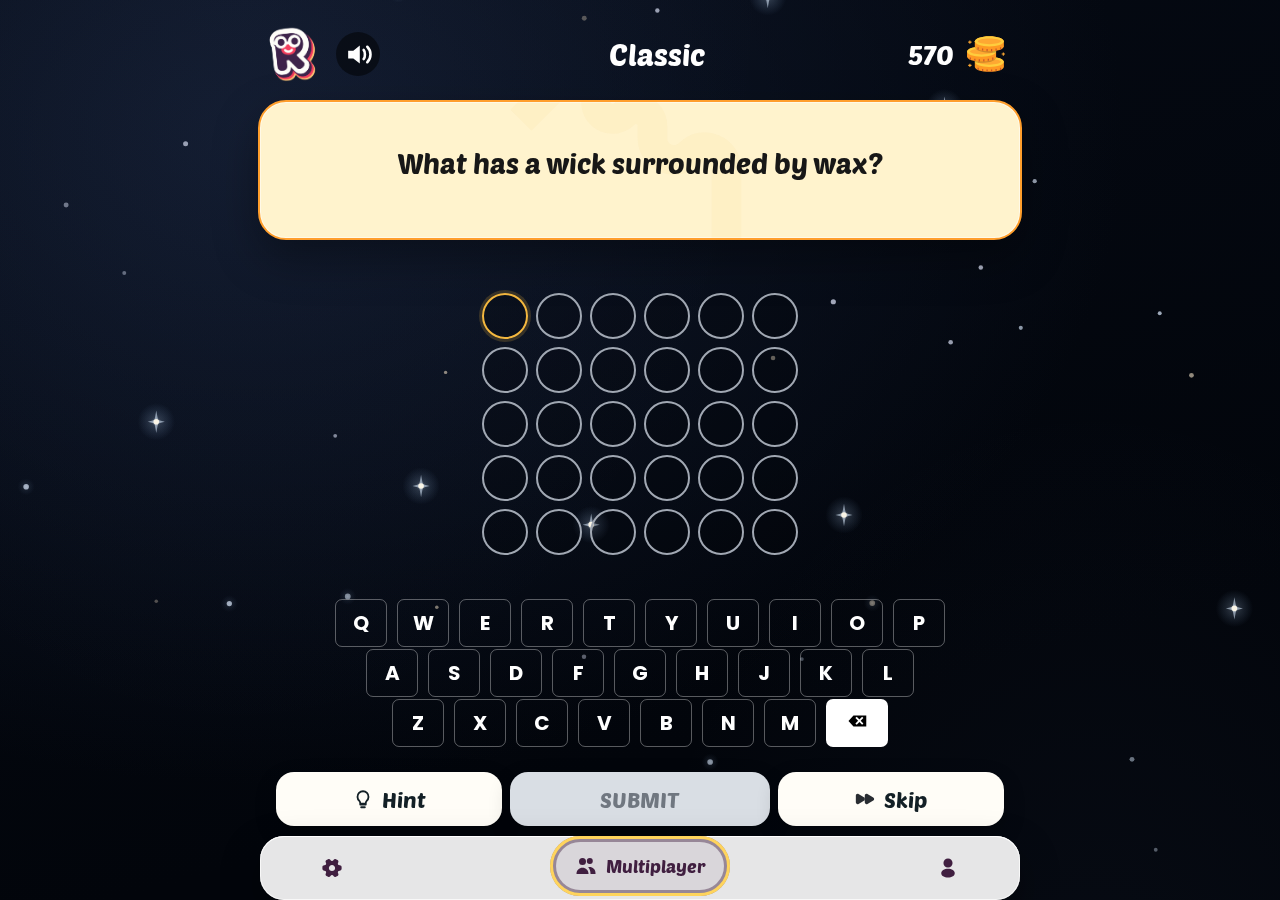 R
Classic
570
What has a wick surrounded by wax?
Q W E R T Y U I O P
A S D F G H J K L
Z X C V B N M
Hint SUBMIT Skip
Multiplayer